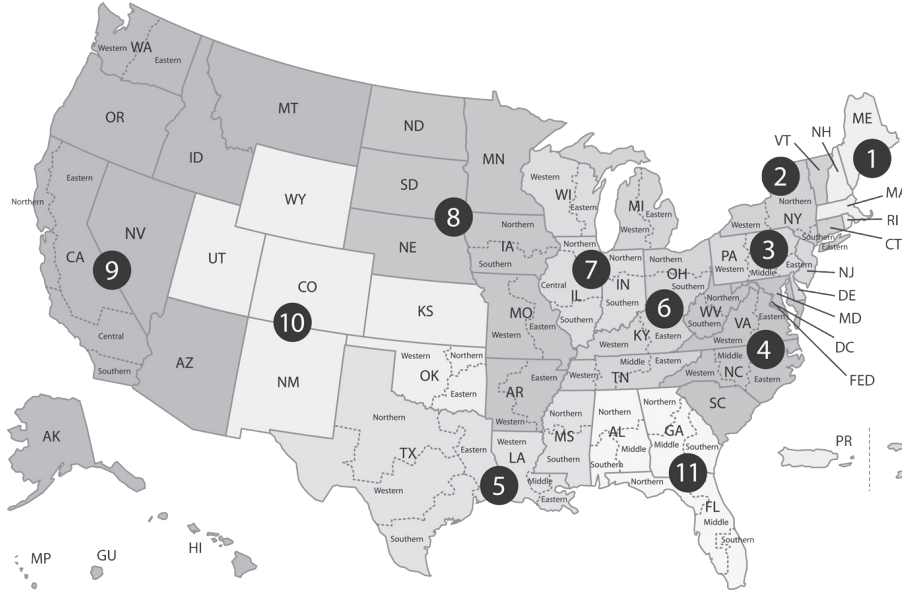 WA
Western
Eastern
OR
MT
ID
ND
MN
SD
WY
8
NE
Northern
IA
Southern
Northern
Eastern
NV
UT
CA
9
Central
Southern
CO
10
KS
AZ
NM
MO
Western
Eastern
Western
Northern
OK
Eastern
AR
Eastern
Western
Northern
TX
Eastern
Western
Southern
Western
LA
Middle
Eastern
5
Northern
MS
Southern
Northern
AL
Middle
Southern
Northern
GA
Middle
Southern
11
Northern
FL
Middle
Southern
Western
WI
Eastern
MI
Eastern
Western
Northern
7
Central
IL
Southern
Northern
IN
Southern
Northern
OH
Southern
6
KY
Western
Eastern
Western
Middle
Eastern
TN
Northern
WV
Southern
Eastern
VA
Western
4
Middle
Western
NC
Eastern
SC
ME
1
NH
VT
2
Northern
Western
NY
Southern
Eastern
3
PA
Western
Middle
Eastern
MA
RI
CT
NJ
DE
MD
DC
FED
PR
AK
HI
MP
GU